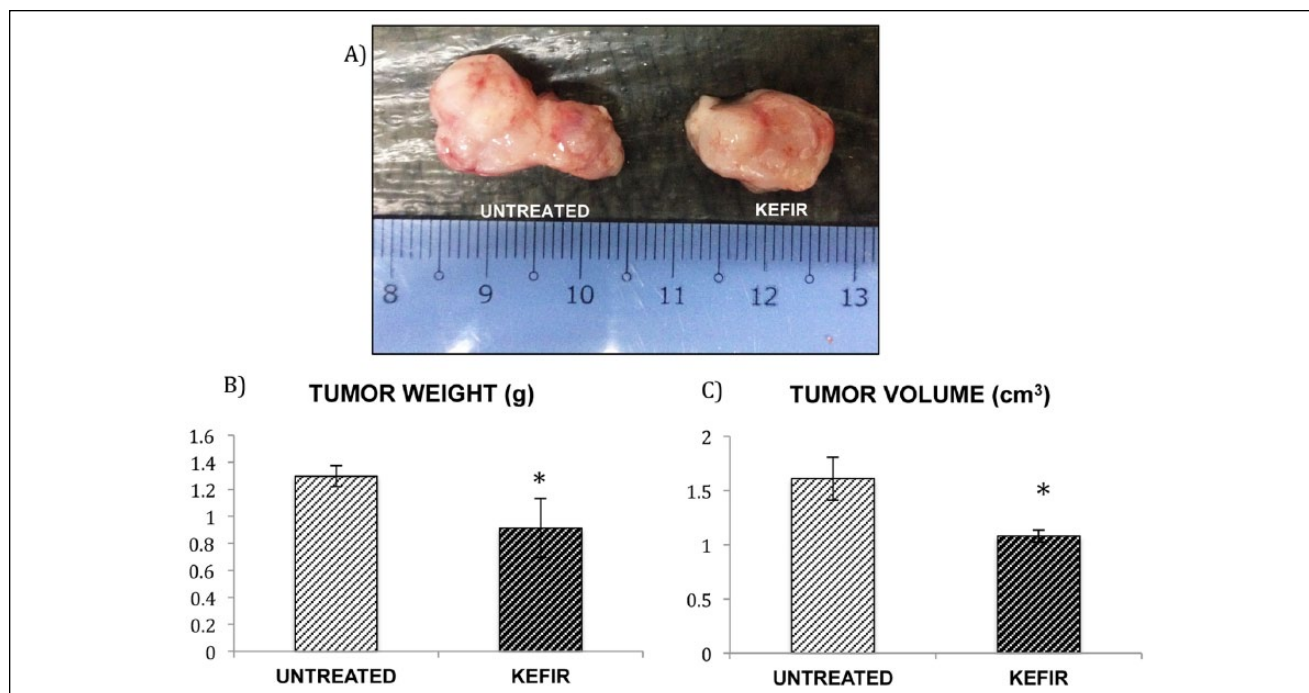 A)
UNTREATED KEFIR
8 9 10 11 12 13
B) TUMOR WEIGHT (g)
1.6
1.4
1.2
1
0.8
0.6
0.4
0.2
0
UNTREATED KEFIR
*
C) TUMOR VOLUME (cm³)
2
1.5
1
0.5
0
UNTREATED KEFIR
*